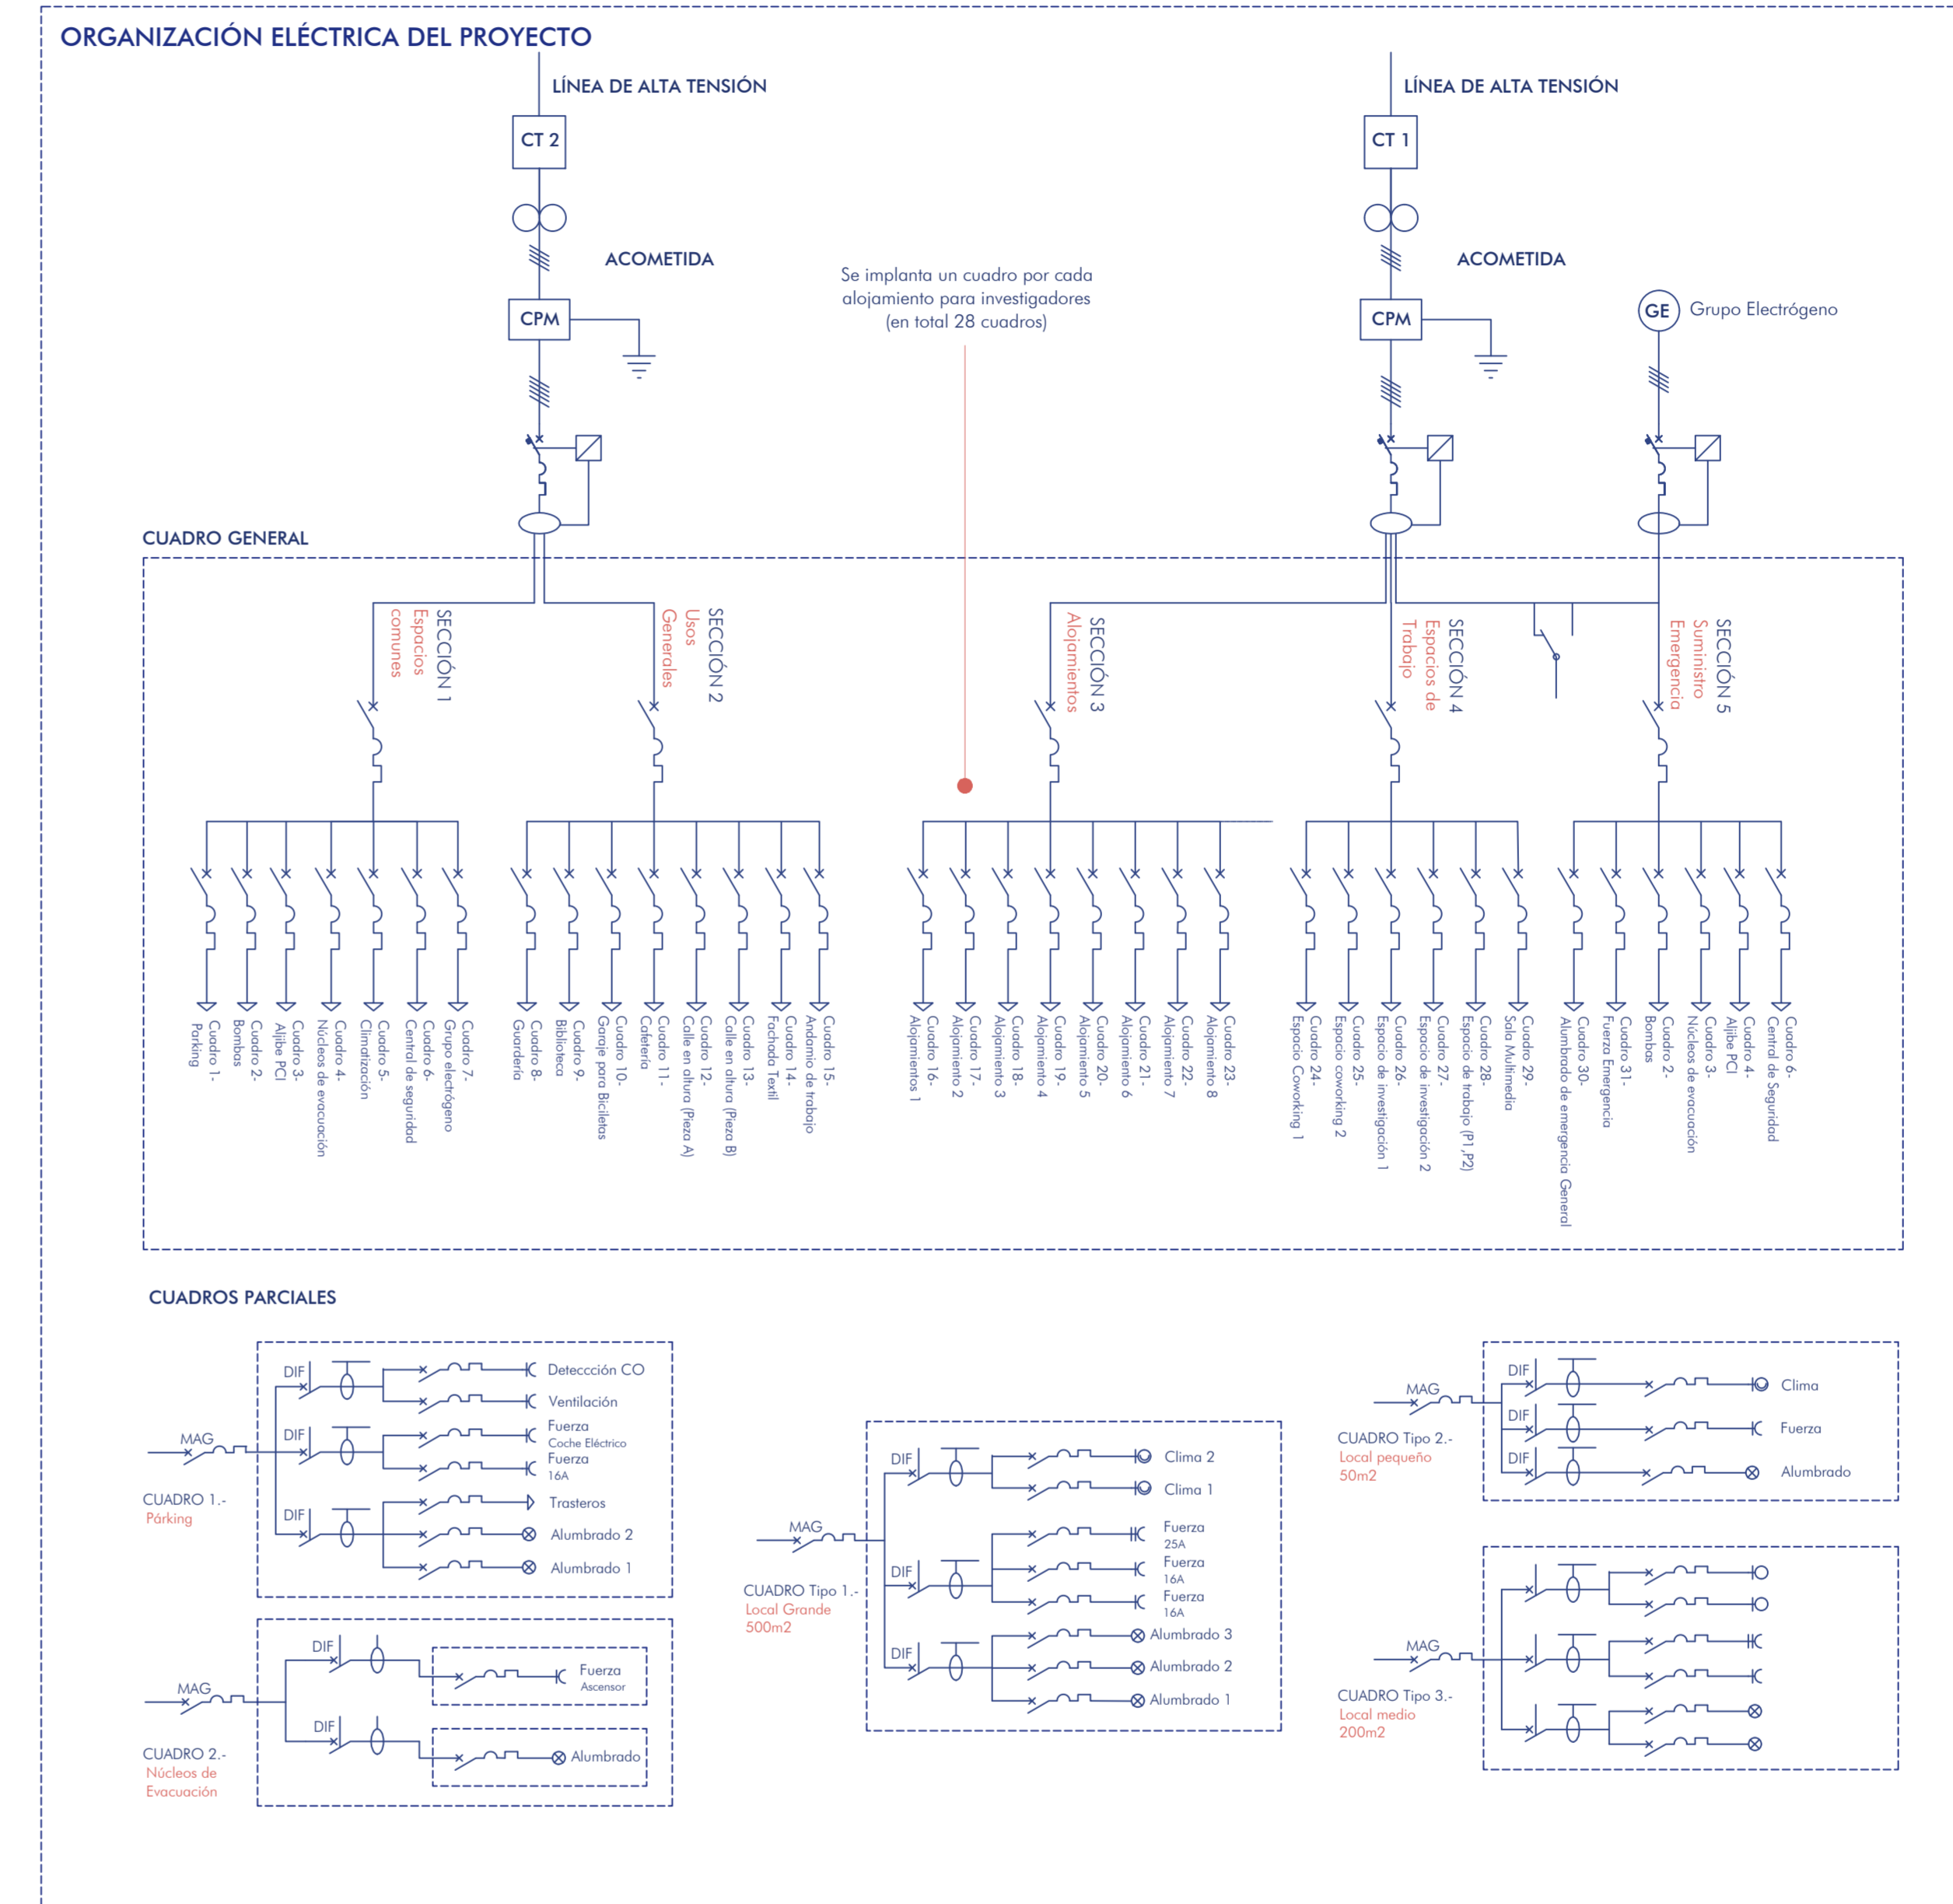 ORGANIZACIÓN ELÉCTRICA DEL PROYECTO
LÍNEA DE ALTA TENSIÓN
LÍNEA DE ALTA TENSIÓN
CT 2
CT 1
ACOMETIDA
ACOMETIDA
Se implanta un cuadro por cada
alojamiento para investigadores
(en total 28 cuadros)
CPM
CPM
GE
Grupo Electrógeno
CUADRO GENERAL
SECCIÓN 1
Espacios
comunes
SECCIÓN 2
Usos
Generales
SECCIÓN 3
Alojamientos
SECCIÓN 4
Espacios de
Trabajo
SECCIÓN 5
Suministro
Emergencia
Cuadro 1-
Parking
Cuadro 2-
Bombas
Cuadro 3-
Aljibe PCI
Cuadro 4-
Núcleos de evacuación
Cuadro 5-
Climatización
Cuadro 6-
Central de seguridad
Cuadro 7-
Grupo electrógeno
Cuadro 8-
Guardería
Cuadro 9-
Biblioteca
Cuadro 10-
Garaje para Biciletas
Cuadro 11-
Cafetería
Cuadro 12-
Calle en altura (Pieza A)
Cuadro 13-
Calle en altura (Pieza B)
Cuadro 14-
Fachada Textil
Cuadro 15-
Andamio de trabajo
Cuadro 16-
Alojamientos 1
Cuadro 17-
Alojamiento 2
Cuadro 18-
Alojamiento 3
Cuadro 19-
Alojamiento 4
Cuadro 20-
Alojamiento 5
Cuadro 21-
Alojamiento 6
Cuadro 22-
Alojamiento 7
Cuadro 23-
Alojamiento 8
Cuadro 24-
Espacio Coworking 1
Cuadro 25-
Espacio coworking 2
Cuadro 26-
Espacio de investigación 1
Cuadro 27-
Espacio de investigación 2
Cuadro 28-
Espacio de trabajo (P1,P2)
Cuadro 29-
Sala Multimedia
Cuadro 30-
Alumbrado de emergencia General
Cuadro 31-
Fuerza Emergencia
Cuadro 2-
Bombas
Cuadro 3-
Núcleos de evacuación
Cuadro 4-
Aljibe PCI
Cuadro 6-
Central de Seguridad
CUADROS PARCIALES
MAG
CUADRO 1.-
Párking
DIF
DIF
DIF
Deteccción CO
Ventilación
Fuerza
Coche Eléctrico
Fuerza
16A
Trasteros
Alumbrado 2
Alumbrado 1
MAG
CUADRO 2.-
Núcleos de
Evacuación
DIF
DIF
Fuerza
Ascensor
Alumbrado
MAG
CUADRO Tipo 1.-
Local Grande
500m2
DIF
DIF
DIF
Clima 2
Clima 1
Fuerza
25A
Fuerza
16A
Fuerza
16A
Alumbrado 3
Alumbrado 2
Alumbrado 1
MAG
CUADRO Tipo 2.-
Local pequeño
50m2
DIF
DIF
DIF
Clima
Fuerza
Alumbrado
MAG
CUADRO Tipo 3.-
Local medio
200m2